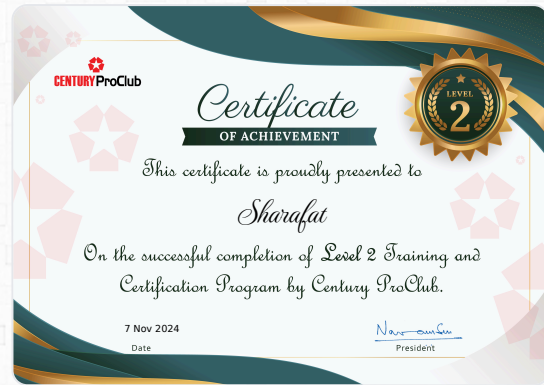 CENTURY ProClub
LEVEL
2
Certificate
OF ACHIEVEMENT
This certificate is proudly presented to
Sharafat
On the successful completion of Level 2 Training and
Certification Program by Century ProClub.
7 Nov 2024
Date
President